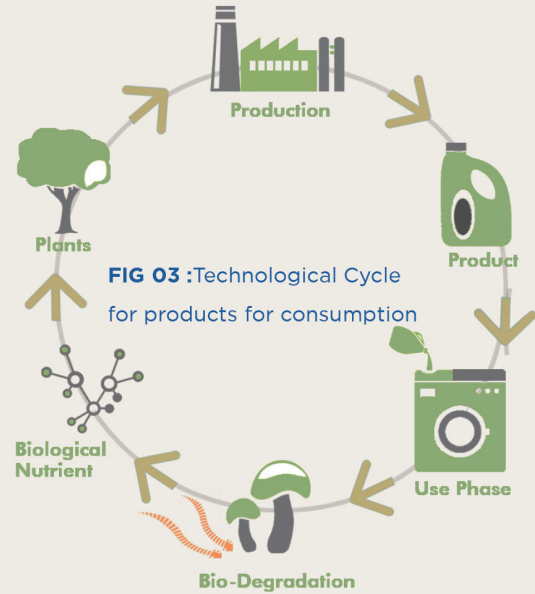 Production
Product
Plants
FIG 03 :Technological Cycle
for products for consumption
Biological
Nutrient
Use Phase
Bio-Degradation